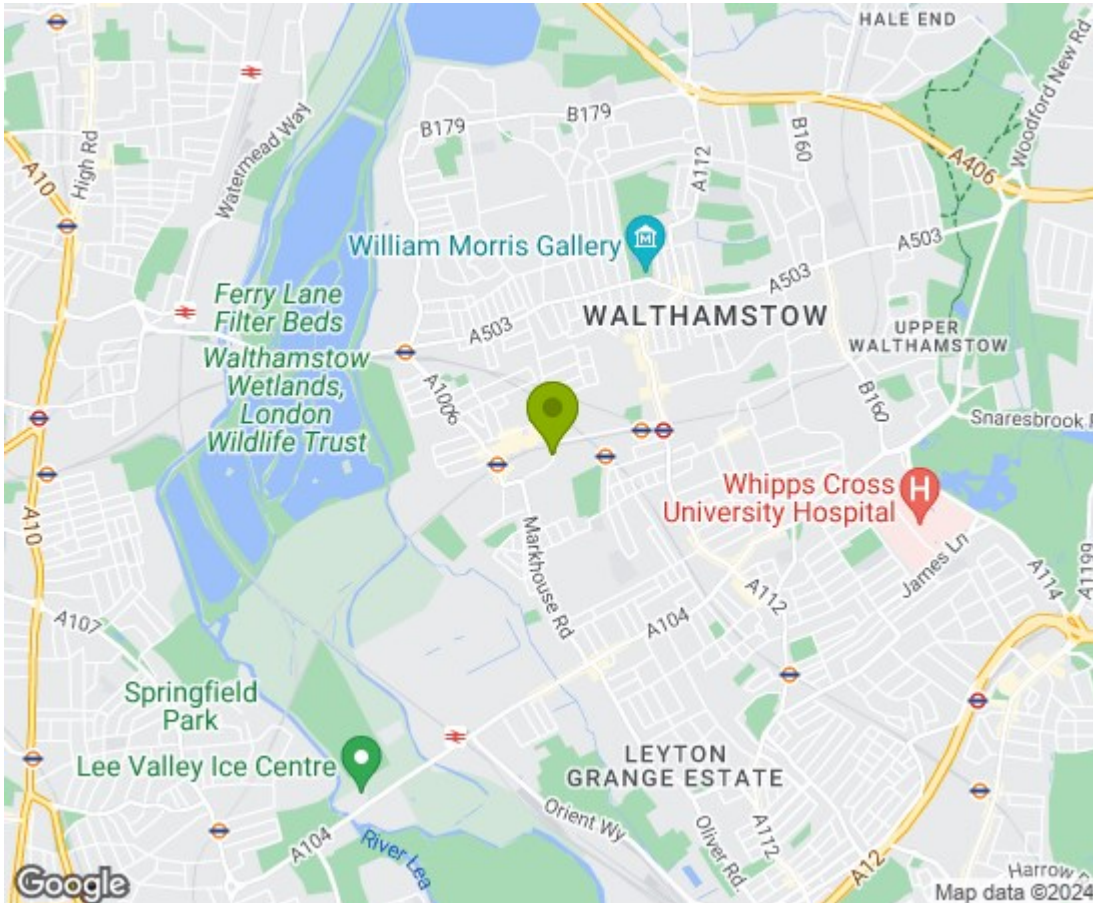 HALE END
Woodford New Rd
B179
B179
B160
A112
A406
High Rd
A10
Watermead Way
William Morris Gallery
A503
A503
Ferry Lane
Filter Beds
A503
WALTHAMSTOW
UPPER
WALTHAMSTOW
Walthamstow
Wetlands,
London
Wildlife Trust
A1006
B160
Snaresbrook
Whipps Cross
University Hospital
H
A10
Markhouse Rd
James Ln
A114
A1199
A112
A107
A104
Springfield
Park
Lee Valley Ice Centre
LEYTON
GRANGE ESTATE
Orient Wy
Oliver Rd.
A112
A104
River Lea
A12
Harrow
Google
Map data ©2024